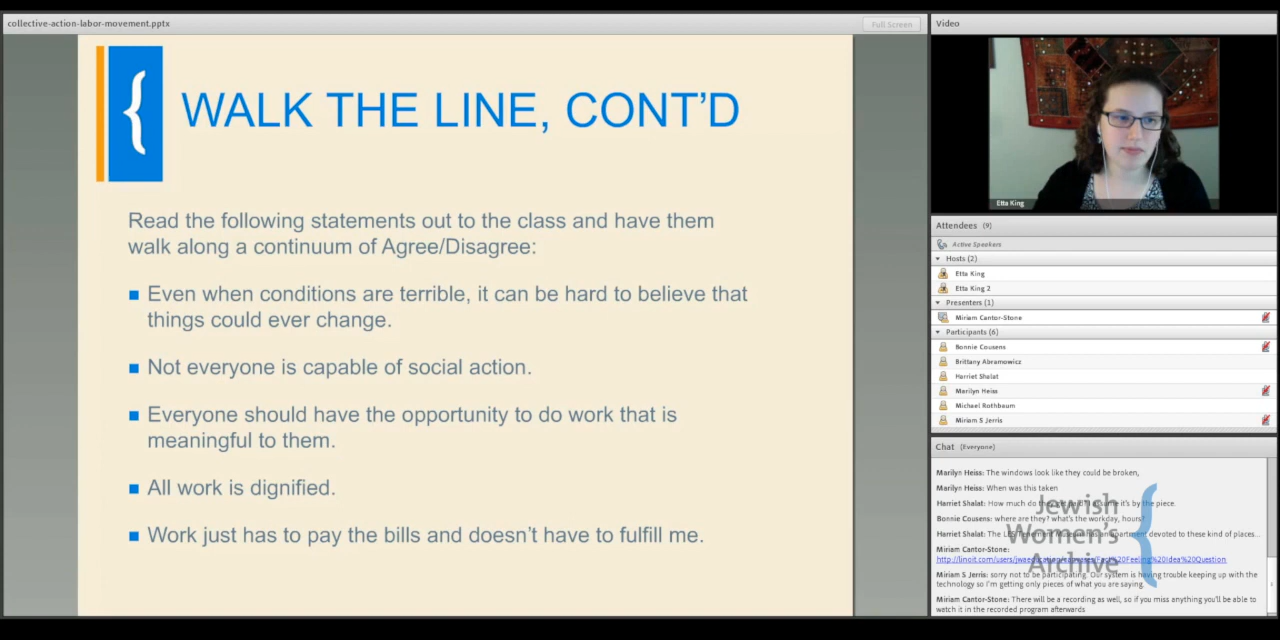 collective-action-labor-movement.pptx
Full Screen
{
WALK THE LINE, CONT'D
Read the following statements out to the class and have them
walk along a continuum of Agree/Disagree:
Even when conditions are terrible, it can be hard to believe that
things could ever change.
Not everyone is capable of social action.
Everyone should have the opportunity to do work that is
meaningful to them.
All work is dignified.
Work just has to pay the bills and doesn't have to fulfill me.
Video
Etta King
Attendees (9)
Active Speakers
Hosts (2)
Etta King
Etta King 2
Presenters (1)
Miriam Cantor-Stone
Participants (6)
Bonnie Cousens
Brittany Abramowicz
Harriet Shalat
Marilyn Heiss
Michael Rothbaum
Miriam S Jerris
Chat (Everyone)
Marilyn Heiss: The windows look like they could be broken,
Marilyn Heiss: When was this taken
Harriet Shalat: How much do they get paid? I assume it's by the piece.
Bonnie Cousens: where are they? what's the workday, hours?
Harriet Shalat: The LES Tenement Museum has an apartment devoted to these kind of places...
Miriam Cantor-Stone:
Miriam S Jerris: sorry not to be participating. Our system is having trouble keeping up with the
technology so I'm getting only pieces of what you are saying.
Miriam Cantor-Stone: There will be a recording as well, so if you miss anything you'll be able to
watch it in the recorded program afterwards
Jewish
Women's
Archive